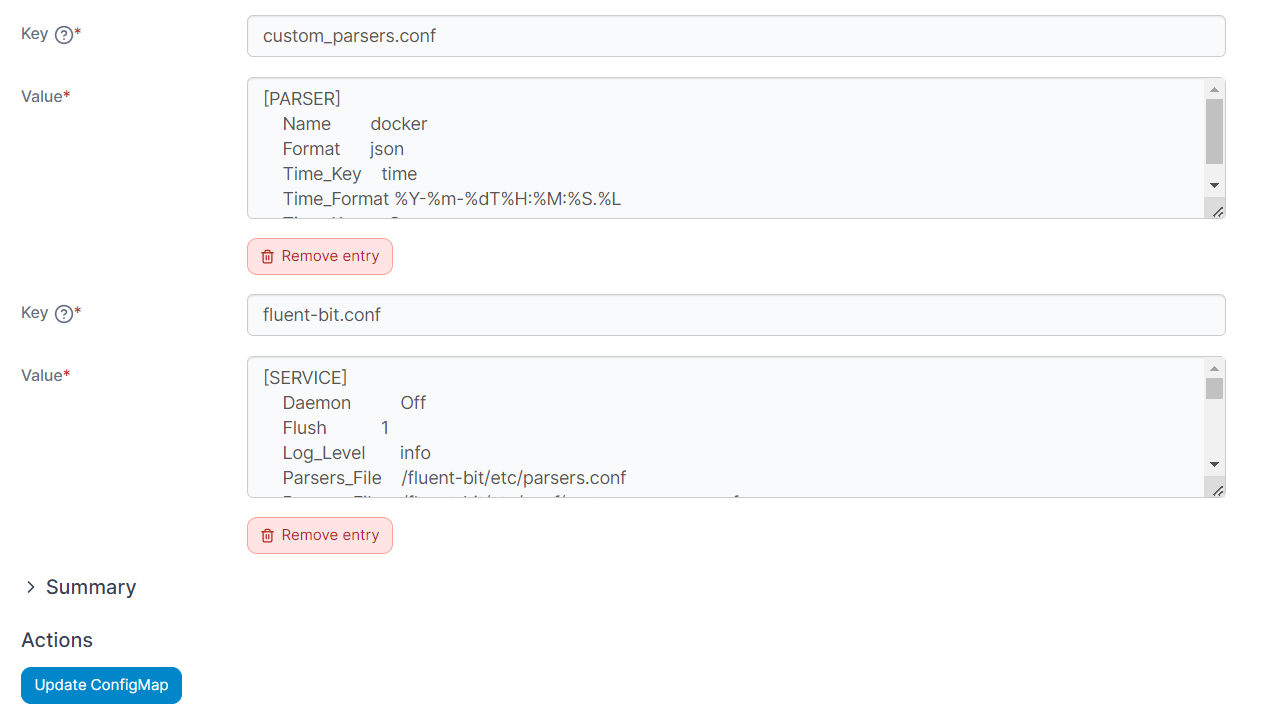 Key ?*
custom_parsers.conf
Value*
[PARSER]
    Name        docker
    Format      json
    Time_Key    time
    Time_Format %Y-%m-%dT%H:%M:%S.%L
Remove entry
Key ?*
fluent-bit.conf
Value*
[SERVICE]
    Daemon          Off
    Flush           1
    Log_Level       info
    Parsers_File    /fluent-bit/etc/parsers.conf
Remove entry
> Summary
Actions
Update ConfigMap